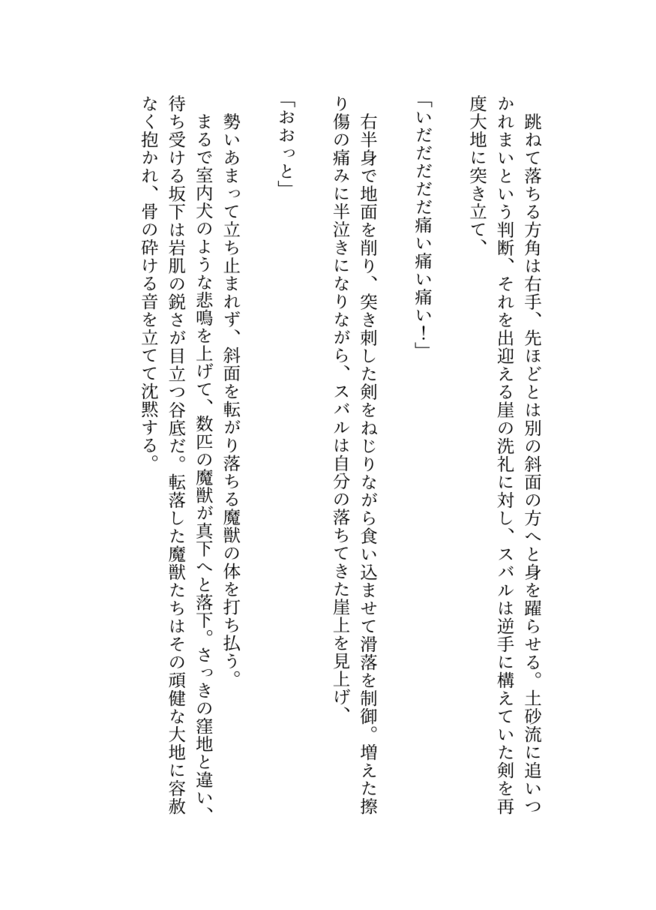 跳ねて落ちる方角は右手、先ほどとは別の斜面の方へと身を躍らせる。土砂流に追いつ
かれまいという判断、それを出迎える崖の洗礼に対し、スバルは逆手に構えていた剣を再
度大地に突き立て、
「いだだだだだ痛い痛い痛い！」
　右半身で地面を削り、突き刺した剣をねじりながら食い込ませて滑落を制御。増えた擦
り傷の痛みに半泣きになりながら、スバルは自分の落ちてきた崖上を見上げ、
「おおっと」
　勢いあまって立ち止まれず、斜面を転がり落ちる魔獣の体を打ち払う。
　まるで室内犬のような悲鳴を上げて、数匹の魔獣が真下へと落下。さっきの窪地と違い、
待ち受ける坂下は岩肌の鋭さが目立つ谷底だ。転落した魔獣たちはその頑健な大地に容赦
なく抱かれ、骨の砕ける音を立てて沈黙する。